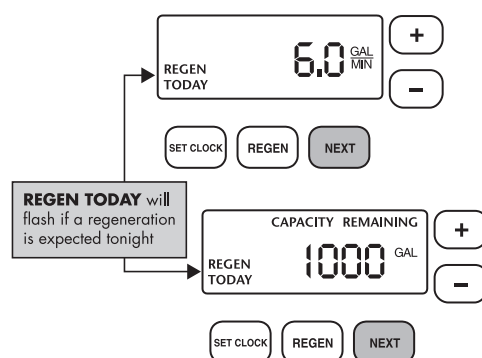 6.0 GAL
MIN
REGEN
TODAY
+
−
SET CLOCK
REGEN
NEXT
REGEN TODAY will
flash if a regeneration
is expected tonight
CAPACITY REMAINING
REGEN
TODAY
1000 GAL
+
−
SET CLOCK
REGEN
NEXT